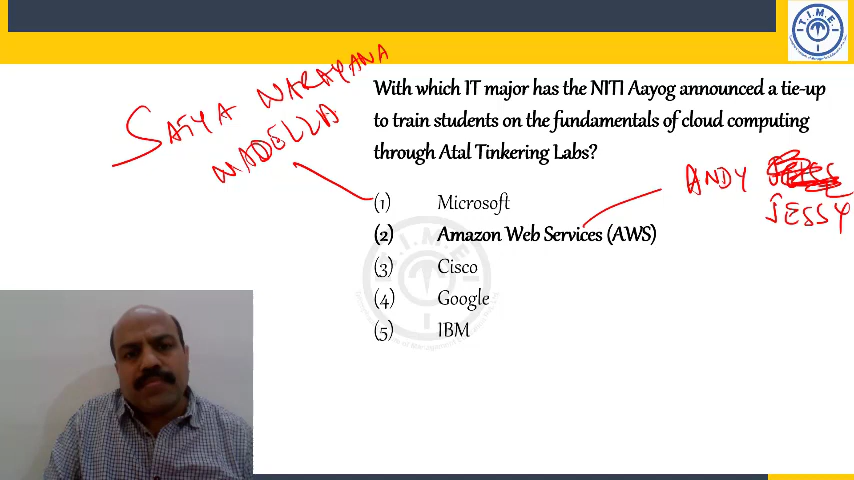 T.I.M.E.
SATYA NARAYANA
NADELLA
With which IT major has the NITI Aayog announced a tie-up
to train students on the fundamentals of cloud computing
through Atal Tinkering Labs?
(1) Microsoft
(2) Amazon Web Services (AWS)
(3) Cisco
(4) Google
(5) IBM
ANDY
JESSY
T.I.M.E.